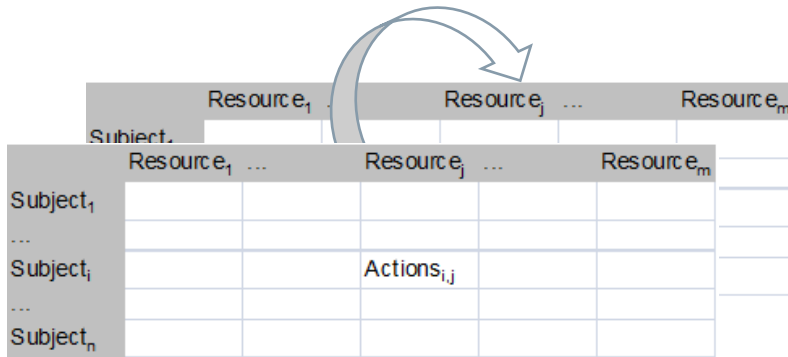 Resource₁ ... Resourceⱼ ... Resourceₘ
Subject₁
Resource₁ ... Resourceⱼ ... Resourceₘ
Subject₁
...
Subjectᵢ Actionsᵢ,ⱼ
...
Subjectₙ